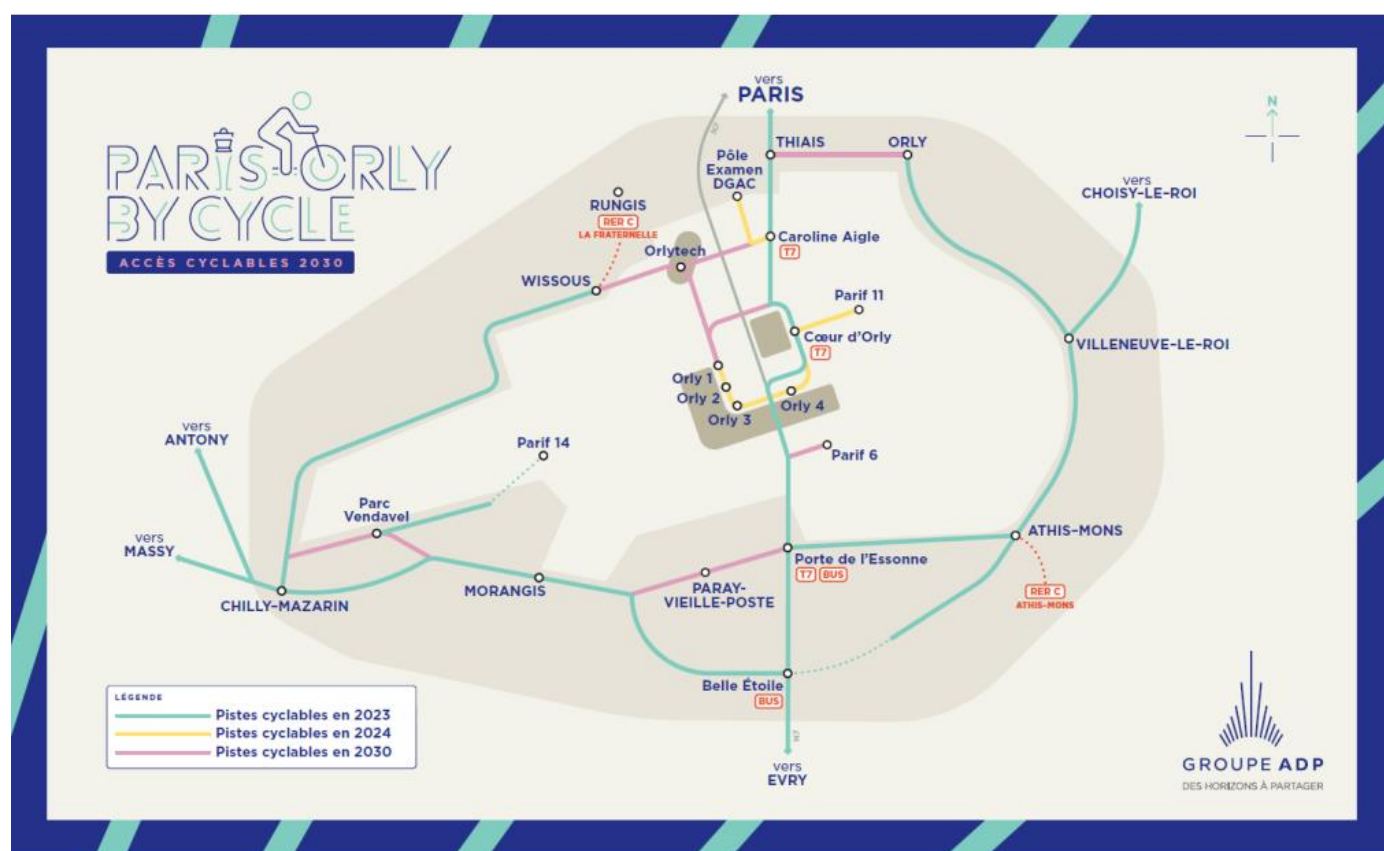 PARIS-ORLY
BY CYCLE
ACCÈS CYCLABLES 2030
vers
PARIS
N7
N
THIAIS
ORLY
Pôle
Examen
DGAC
vers
CHOISY-LE-ROI
RUNGIS
RER C
LA FRATERNELLE
Caroline Aigle
T7
Orlytech
WISSOUS
Parif 11
Cœur d'Orly
T7
VILLENEUVE-LE-ROI
Orly 1
Orly 2
Orly 3
Orly 4
vers
ANTONY
Parif 14
Parif 6
Parc
Vendavel
vers
MASSY
ATHIS-MONS
Porte de l'Essonne
T7 BUS
CHILLY-MAZARIN
MORANGIS
PARAY-
VIEILLE-POSTE
RER C
ATHIS-MONS
Belle Étoile
BUS
N7
vers
EVRY
LÉGENDE
Pistes cyclables en 2023
Pistes cyclables en 2024
Pistes cyclables en 2030
GROUPE ADP
DES HORIZONS À PARTAGER